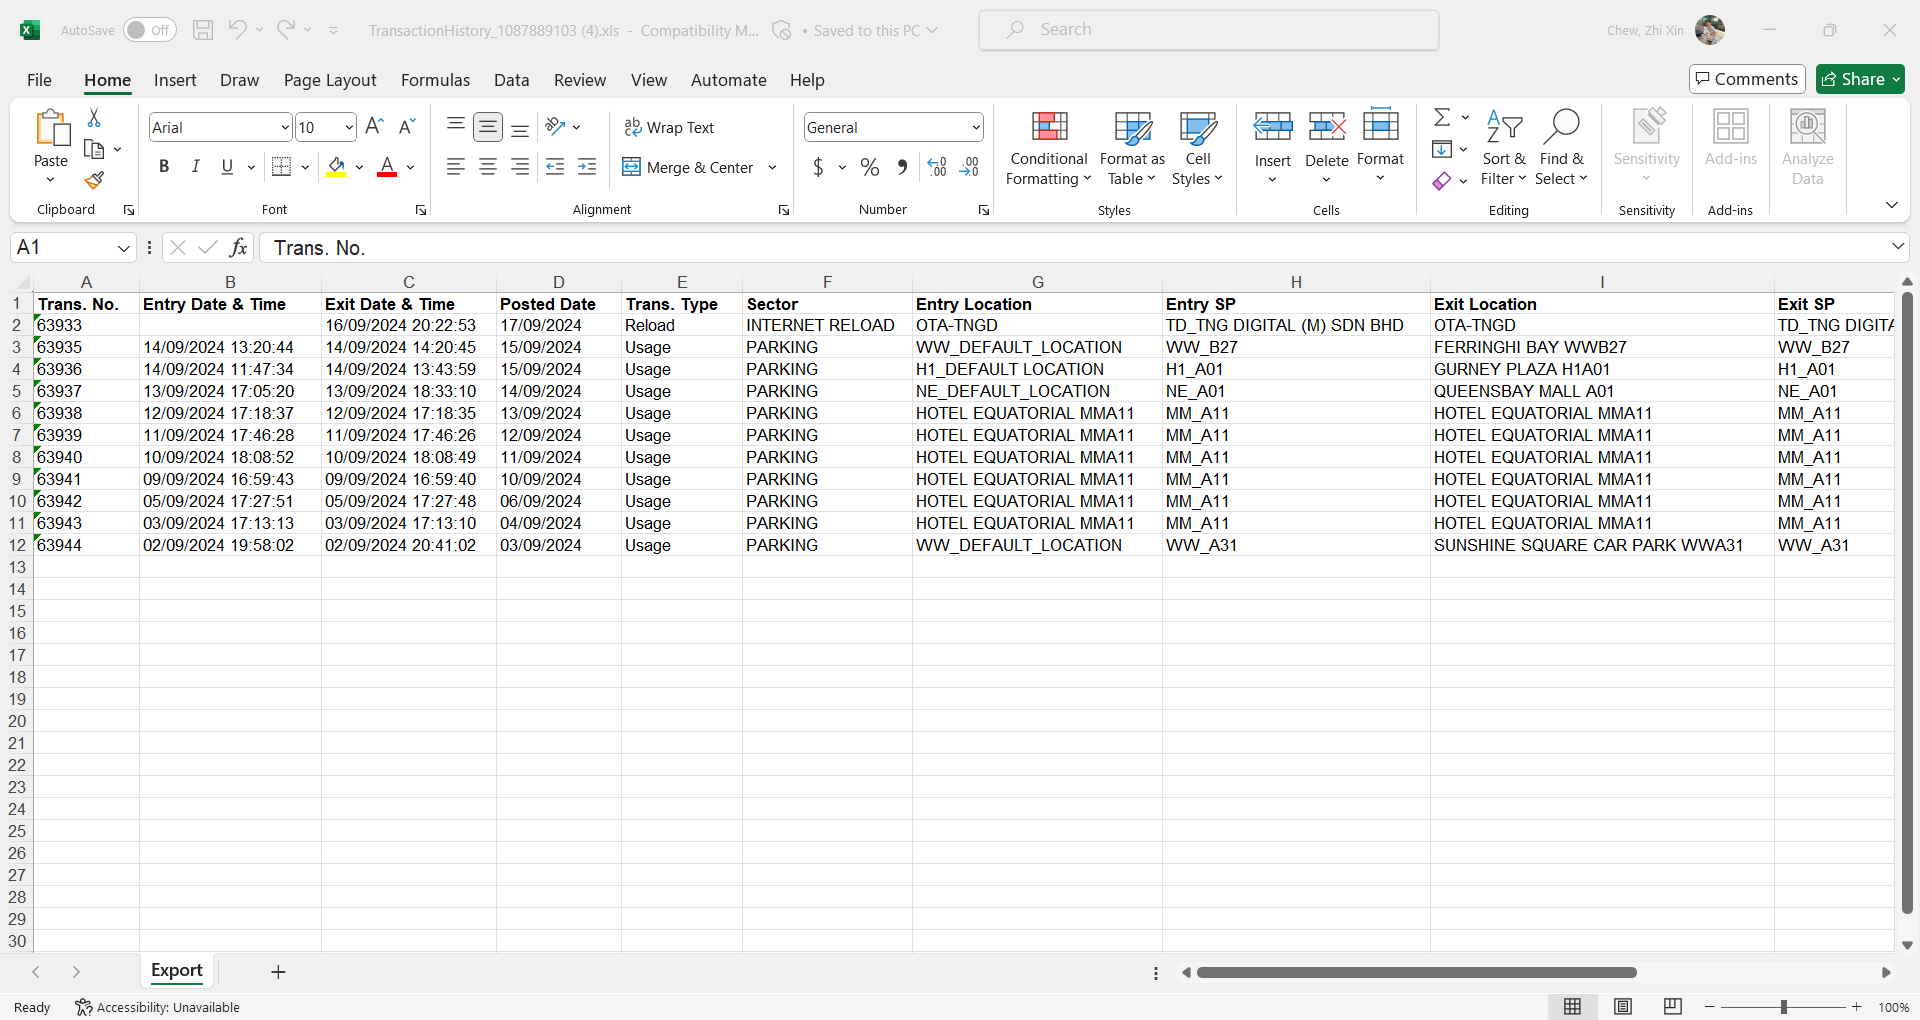 AutoSave Off TransactionHistory_1087889103 (4).xls - Compatibility M... • Saved to this PC Search Chew, Zhi Xin
File Home Insert Draw Page Layout Formulas Data Review View Automate Help Comments Share
Paste Arial 10 Wrap Text General Conditional Formatting Format as Table Cell Styles Insert Delete Format Sort & Filter Find & Select Sensitivity Add-ins Analyze Data
B I U A Merge & Center $ %
Clipboard Font Alignment Number Styles Cells Editing Sensitivity Add-ins
A1 fx Trans. No.
A B C D E F G H I
1 Trans. No. Entry Date & Time Exit Date & Time Posted Date Trans. Type Sector Entry Location Entry SP Exit Location Exit SP
2 63933 16/09/2024 20:22:53 17/09/2024 Reload INTERNET RELOAD OTA-TNGD TD_TNG DIGITAL (M) SDN BHD OTA-TNGD TD_TNG DIGITA
3 63935 14/09/2024 13:20:44 14/09/2024 14:20:45 15/09/2024 Usage PARKING WW_DEFAULT_LOCATION WW_B27 FERRINGHI BAY WWB27 WW_B27
4 63936 14/09/2024 11:47:34 14/09/2024 13:43:59 15/09/2024 Usage PARKING H1_DEFAULT LOCATION H1_A01 GURNEY PLAZA H1A01 H1_A01
5 63937 13/09/2024 17:05:20 13/09/2024 18:33:10 14/09/2024 Usage PARKING NE_DEFAULT_LOCATION NE_A01 QUEENSBAY MALL A01 NE_A01
6 63938 12/09/2024 17:18:37 12/09/2024 17:18:35 13/09/2024 Usage PARKING HOTEL EQUATORIAL MMA11 MM_A11 HOTEL EQUATORIAL MMA11 MM_A11
7 63939 11/09/2024 17:46:28 11/09/2024 17:46:26 12/09/2024 Usage PARKING HOTEL EQUATORIAL MMA11 MM_A11 HOTEL EQUATORIAL MMA11 MM_A11
8 63940 10/09/2024 18:08:52 10/09/2024 18:08:49 11/09/2024 Usage PARKING HOTEL EQUATORIAL MMA11 MM_A11 HOTEL EQUATORIAL MMA11 MM_A11
9 63941 09/09/2024 16:59:43 09/09/2024 16:59:40 10/09/2024 Usage PARKING HOTEL EQUATORIAL MMA11 MM_A11 HOTEL EQUATORIAL MMA11 MM_A11
10 63942 05/09/2024 17:27:51 05/09/2024 17:27:48 06/09/2024 Usage PARKING HOTEL EQUATORIAL MMA11 MM_A11 HOTEL EQUATORIAL MMA11 MM_A11
11 63943 03/09/2024 17:13:13 03/09/2024 17:13:10 04/09/2024 Usage PARKING HOTEL EQUATORIAL MMA11 MM_A11 HOTEL EQUATORIAL MMA11 MM_A11
12 63944 02/09/2024 19:58:02 02/09/2024 20:41:02 03/09/2024 Usage PARKING WW_DEFAULT_LOCATION WW_A31 SUNSHINE SQUARE CAR PARK WWA31 WW_A31
13
14
15
16
17
18
19
20
21
22
23
24
25
26
27
28
29
30
Export
Ready Accessibility: Unavailable 100%